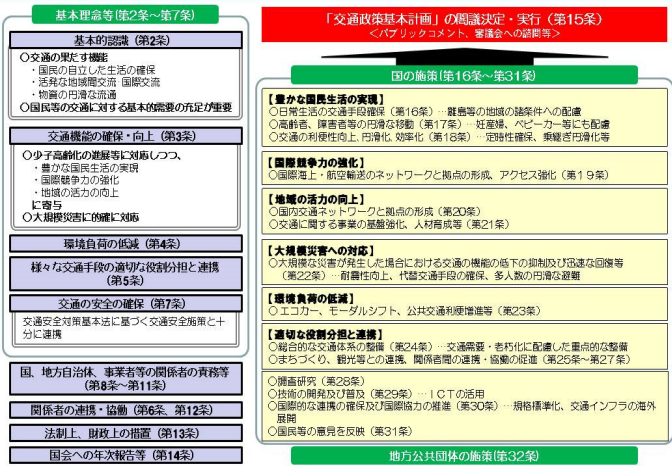 基本理念等(第2条~第7条)
基本的認識(第2条)
○交通の果たす機能
・国民の自立した生活の確保
・活発な地域間交流・国際交流
・物資の円滑な流通
○国民等の交通に対する基本的需要の充足が重要
交通機能の確保・向上(第3条)
○少子高齢化の進展等に対応しつつ、
・豊かな国民生活の実現
・国際競争力の強化
・地域の活力の向上
に寄与
○大規模災害に的確に対応
環境負荷の低減(第4条)
様々な交通手段の適切な役割分担と連携
(第5条)
交通の安全の確保(第7条)
交通安全対策基本法に基づく交通安全施策と十
分に連携
国、地方自治体、事業者等の関係者の責務等
(第8条~第11条)
関係者の連携・協働(第6条、第12条)
法制上、財政上の措置(第13条)
国会への年次報告等(第14条)
「交通政策基本計画」の閣議決定・実行(第15条)
<パブリックコメント、審議会への諮問等>
国の施策(第16条~第31条)
【豊かな国民生活の実現】
○日常生活の交通手段確保(第16条)…離島等の地域の諸条件への配慮
○高齢者、障害者等の円滑な移動(第17条)…妊産婦、ベビーカー等にも配慮
○交通の利便性向上、円滑化、効率化(第18条)…定時性確保、乗継ぎ円滑化等
【国際競争力の強化】
○国際海上・航空輸送のネットワークと拠点の形成、アクセス強化(第19条)
【地域の活力の向上】
○国内交通ネットワークと拠点の形成(第20条)
○交通に関する事業の基盤強化、人材育成等(第21条)
【大規模災害への対応】
○大規模な災害が発生した場合における交通の機能の低下の抑制及び迅速な回復等
(第22条)…耐震性向上、代替交通手段の確保、多人数の円滑な避難
【環境負荷の低減】
○エコカー、モーダルシフト、公共交通利便増進等(第23条)
【適切な役割分担と連携】
○総合的な交通体系の整備(第24条)…交通需要・老朽化に配慮した重点的な整備
○まちづくり、観光等との連携、関係者間の連携・協働の促進(第25条~第27条)
○調査研究(第28条)
○技術の開発及び普及(第29条)…ICTの活用
○国際的な連携の確保及び国際協力の推進(第30条)…規格標準化、交通インフラの海外
展開
○国民等の意見を反映(第31条)
地方公共団体の施策(第32条)